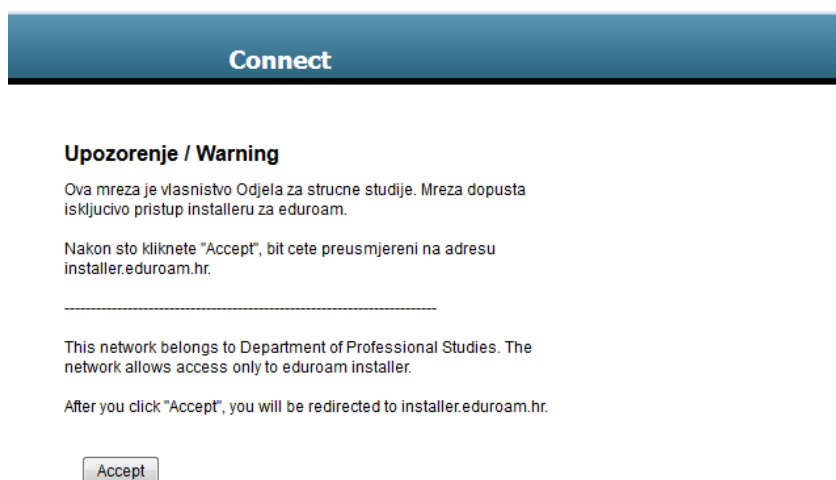 Connect
Upozorenje / Warning
Ova mreza je vlasnistvo Odjela za strucne studije. Mreza dopusta
iskljucivo pristup installeru za eduroam.
Nakon sto kliknete "Accept", bit cete preusmjereni na adresu
installer.eduroam.hr.
------------------------------------------------------------------------
This network belongs to Department of Professional Studies. The
network allows access only to eduroam installer.
After you click "Accept", you will be redirected to installer.eduroam.hr.
Accept